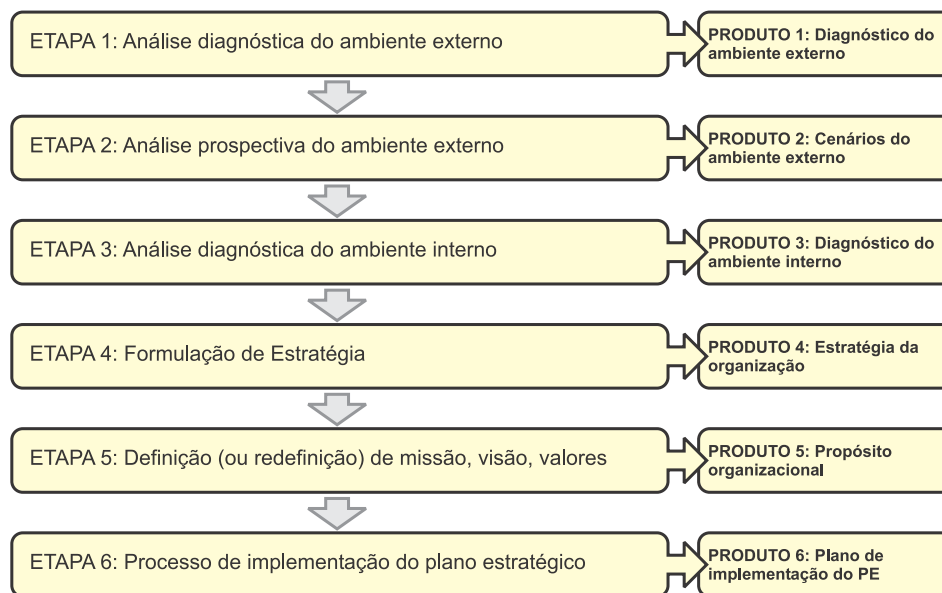 ETAPA 1: Análise diagnóstica do ambiente externo
PRODUTO 1: Diagnóstico do
ambiente externo
ETAPA 2: Análise prospectiva do ambiente externo
PRODUTO 2: Cenários do
ambiente externo
ETAPA 3: Análise diagnóstica do ambiente interno
PRODUTO 3: Diagnóstico do
ambiente interno
ETAPA 4: Formulação de Estratégia
PRODUTO 4: Estratégia da
organização
ETAPA 5: Definição (ou redefinição) de missão, visão, valores
PRODUTO 5: Propósito
organizacional
ETAPA 6: Processo de implementação do plano estratégico
PRODUTO 6: Plano de
implementação do PE